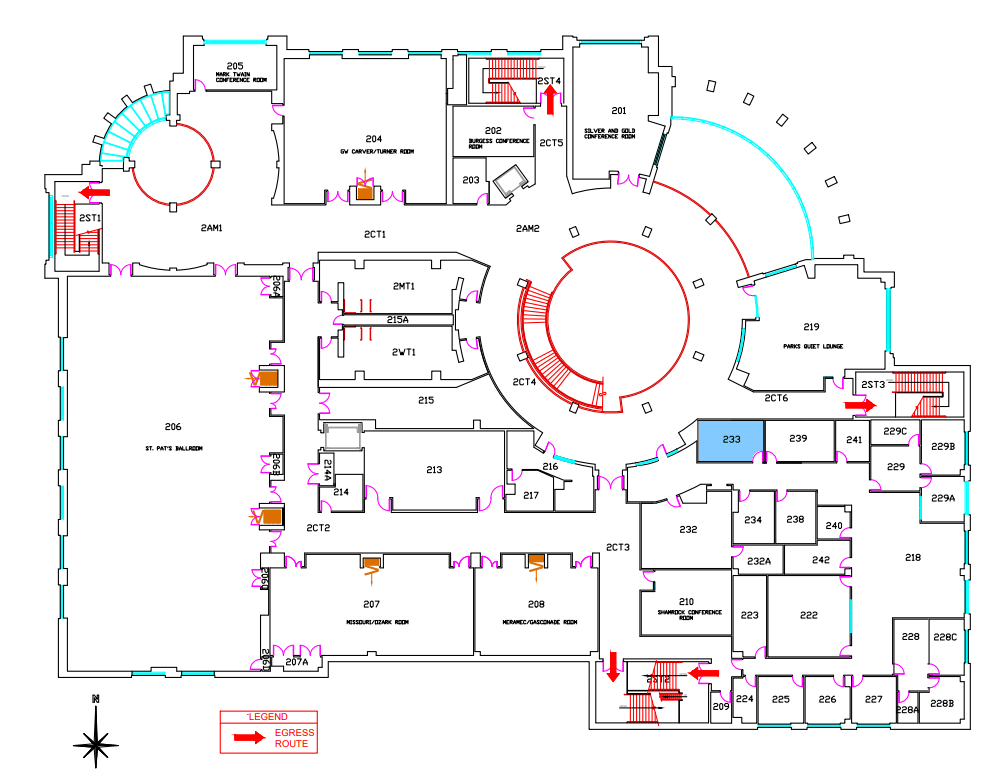 205
MARK TWAIN
CONFERENCE ROOM
204
GW CARVER/TURNER ROOM
2ST4
202
BURGESS CONFERENCE
ROOM
203
2CT5
201
SILVER AND GOLD
CONFERENCE ROOM
2ST1
2AM1
2CT1
2AM2
206A
2MT1
215A
2WT1
2CT4
219
PARKS QUIET LOUNGE
2ST3
2CT6
215
206
ST. PAT'S BALLROOM
206B
214A
214
213
216
217
233
239
241
229C
229B
229
229A
2CT2
2CT3
232
234
238
240
232A
242
218
207
MISSOURI/OZARK ROOM
208
MERAMEC/GASCONADE ROOM
210
SHAMROCK CONFERENCE
ROOM
223
222
207A
2ST2
209
224
225
226
227
228
228C
228A
228B
N
LEGEND
EGRESS
ROUTE